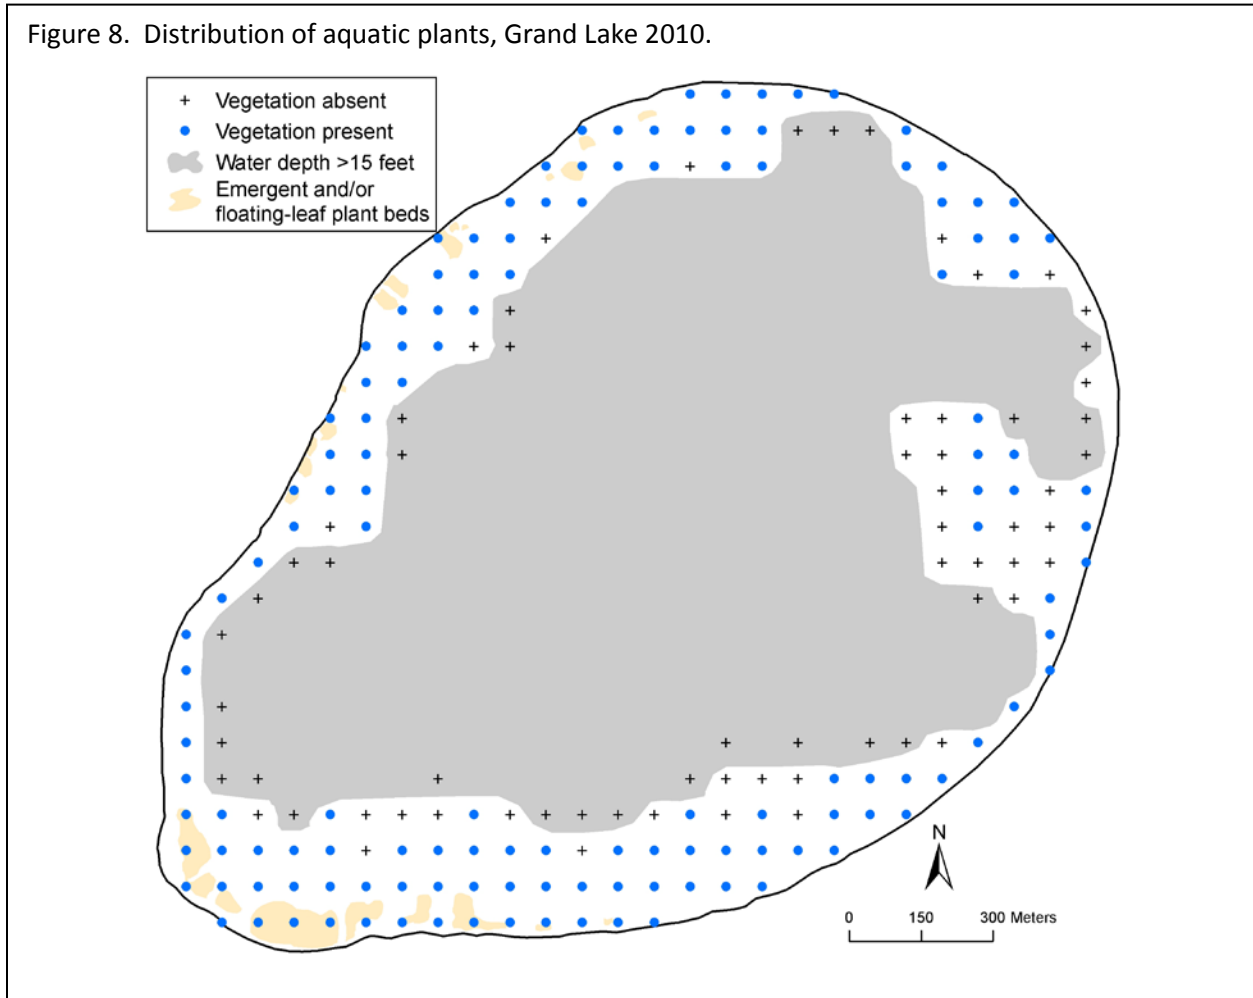 Figure 8.  Distribution of aquatic plants, Grand Lake 2010.
Vegetation absent
Vegetation present
Water depth >15 feet
Emergent and/or
floating-leaf plant beds
N
0 150 300 Meters